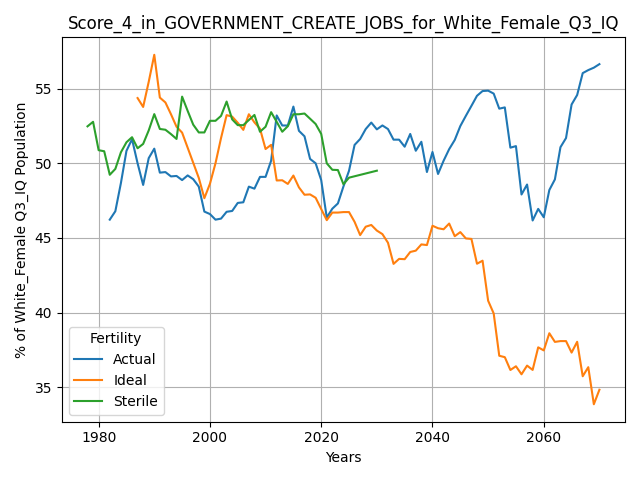 Score_4_in_GOVERNMENT_CREATE_JOBS_for_White_Female_Q3_IQ
% of White_Female Q3_IQ Population
55
50
45
40
35
Fertility
Actual
Ideal
Sterile
1980
2000
2020
2040
2060
Years